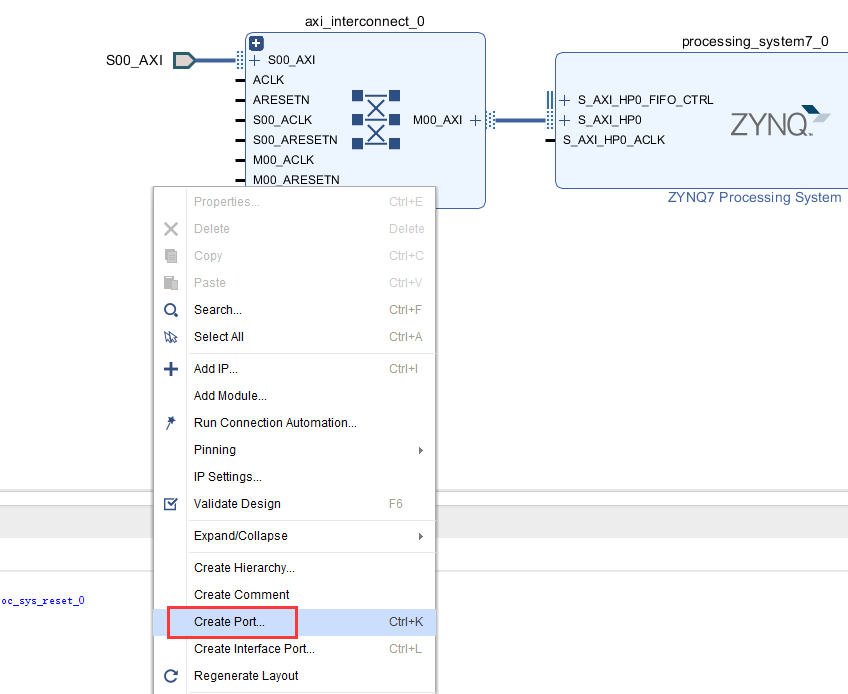 axi_interconnect_0
processing_system7_0
S00_AXI
S00_AXI
ACLK
ARESETN
S00_ACLK
S00_ARESETN
M00_ACLK
M00_ARESETN
M00_AXI
S_AXI_HP0_FIFO_CTRL
S_AXI_HP0
S_AXI_HP0_ACLK
ZYNQ
ZYNQ7 Processing System
Properties... Ctrl+E
Delete Delete
Copy Ctrl+C
Paste Ctrl+V
Search... Ctrl+F
Select All Ctrl+A
Add IP... Ctrl+I
Add Module...
Run Connection Automation...
Pinning
IP Settings...
Validate Design F6
Expand/Collapse
Create Hierarchy...
Create Comment
oc_sys_reset_0
Create Port... Ctrl+K
Create Interface Port... Ctrl+L
Regenerate Layout